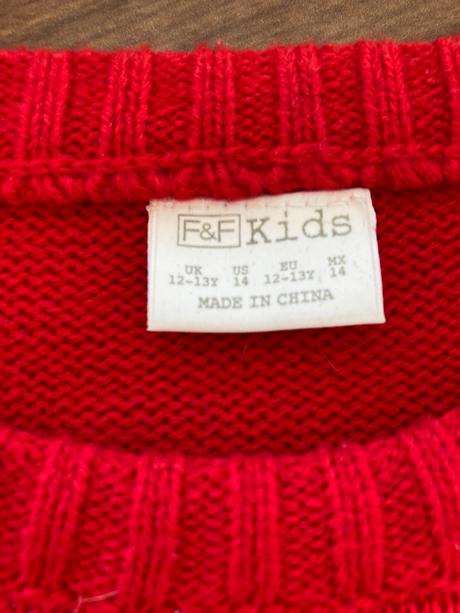 F&F Kids
UK US EU MX
12-13Y 14 12-13Y 14
MADE IN CHINA